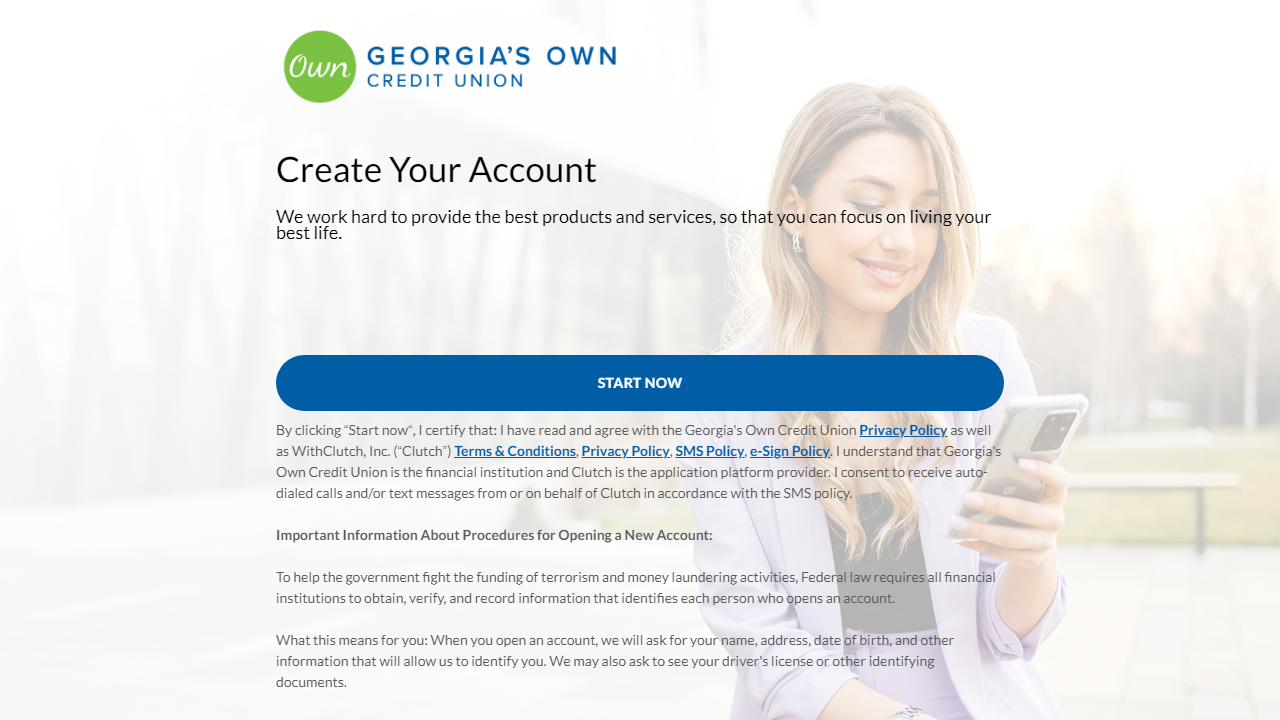 Own
GEORGIA'S OWN
CREDIT UNION
Create Your Account
We work hard to provide the best products and services, so that you can focus on living your
best life.
START NOW
By clicking “Start now“, I certify that: I have read and agree with the Georgia's Own Credit Union Privacy Policy as well
as WithClutch, Inc. (“Clutch”) Terms & Conditions, Privacy Policy, SMS Policy, e-Sign Policy. I understand that Georgia's
Own Credit Union is the financial institution and Clutch is the application platform provider. I consent to receive auto-
dialed calls and/or text messages from or on behalf of Clutch in accordance with the SMS policy.
Important Information About Procedures for Opening a New Account:
To help the government fight the funding of terrorism and money laundering activities, Federal law requires all financial
institutions to obtain, verify, and record information that identifies each person who opens an account.
What this means for you: When you open an account, we will ask for your name, address, date of birth, and other
information that will allow us to identify you. We may also ask to see your driver's license or other identifying
documents.